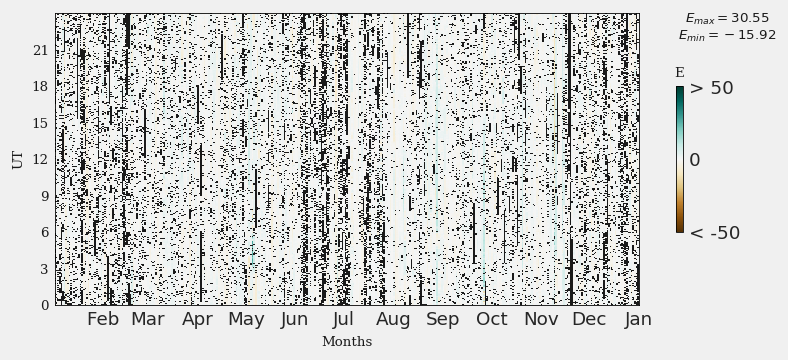 E_max = 30.55
E_min = −15.92
E
> 50
0
< -50
21
18
15
12
9
6
3
0
UT
Feb Mar Apr May Jun Jul Aug Sep Oct Nov Dec Jan
Months